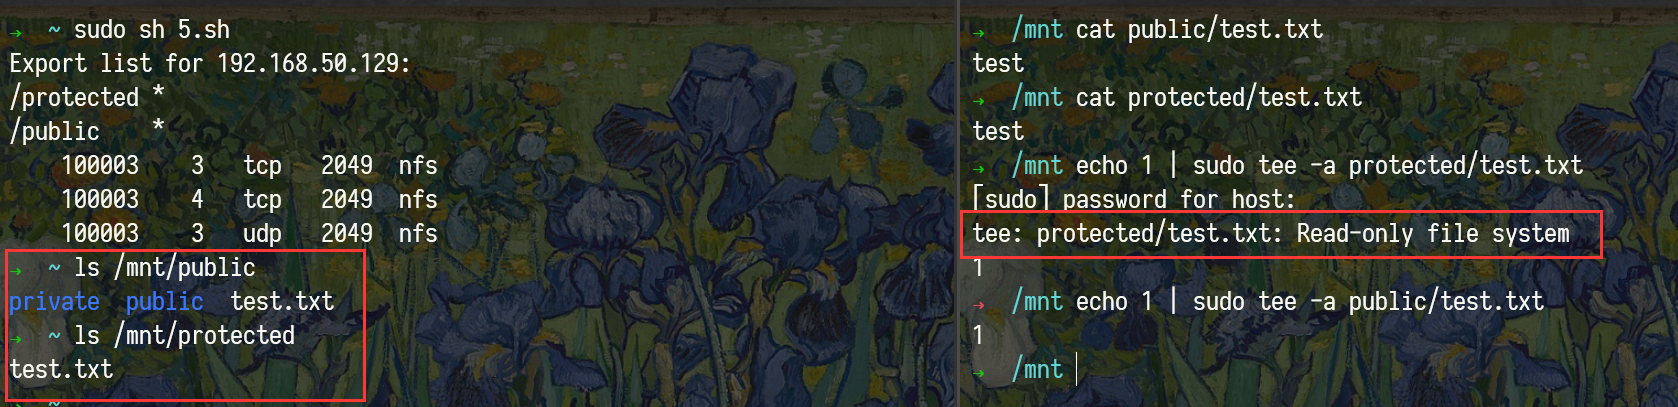 → ~ sudo sh 5.sh
Export list for 192.168.50.129:
/protected *
/public    *
    100003    3   tcp   2049  nfs
    100003    4   tcp   2049  nfs
    100003    3   udp   2049  nfs
→ ~ ls /mnt/public
private  public  test.txt
→ ~ ls /mnt/protected
test.txt
→ ~
→ /mnt cat public/test.txt
test
→ /mnt cat protected/test.txt
test
→ /mnt echo 1 | sudo tee -a protected/test.txt
[sudo] password for host:
tee: protected/test.txt: Read-only file system
1
→ /mnt echo 1 | sudo tee -a public/test.txt
1
→ /mnt